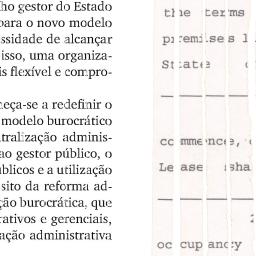 ho gestor do Estado
para o novo modelo
ssidade de alcançar
isso, uma organiza-
is flexível e compro-
eça-se a redefinir o
modelo burocrático
tralização adminis-
ao gestor público, o
blicos e a utilização
sito da reforma ad-
ção burocrática, que
rativos e gerenciais,
ação administrativa
the terms
premises l
State
commence,
Lease sha
2
occupancy